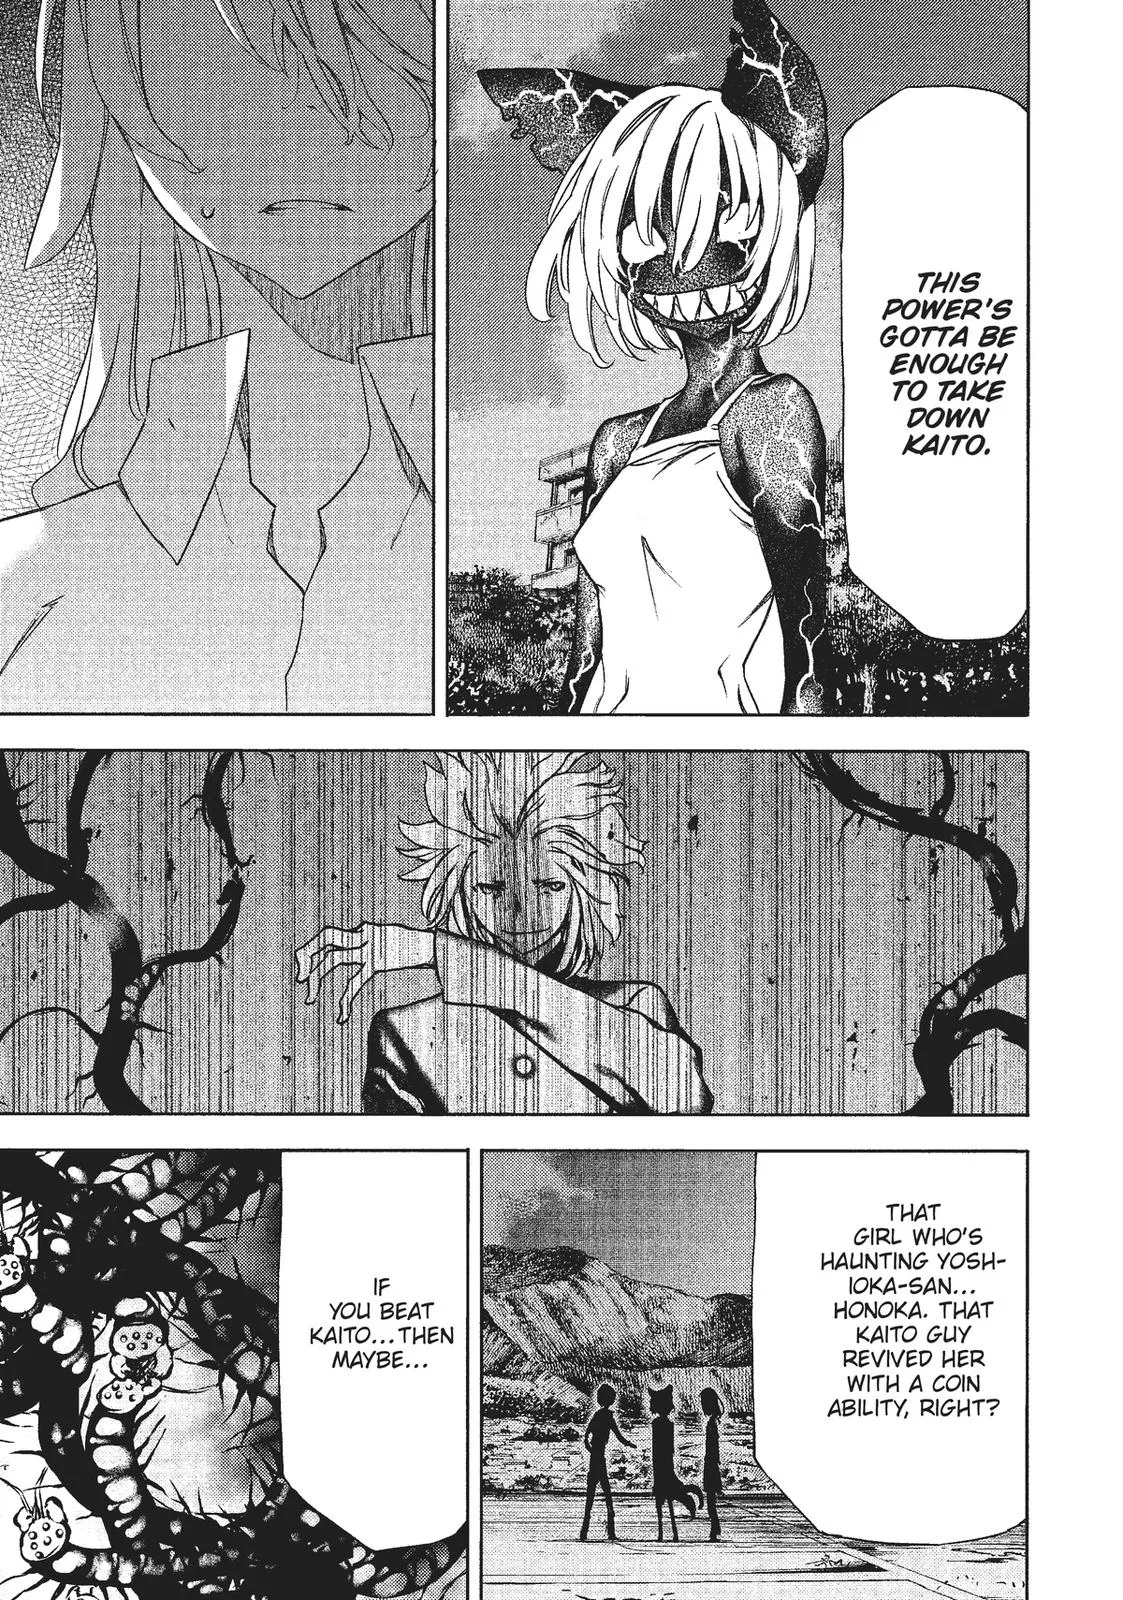 THIS
POWER'S
GOTTA BE
ENOUGH
TO TAKE
DOWN
KAITO.
THAT
GIRL WHO'S
HAUNTING YOSH-
IOKA-SAN...
HONOKA. THAT
KAITO GUY
REVIVED HER
WITH A COIN
ABILITY, RIGHT?
IF
YOU BEAT
KAITO...THEN
MAYBE...